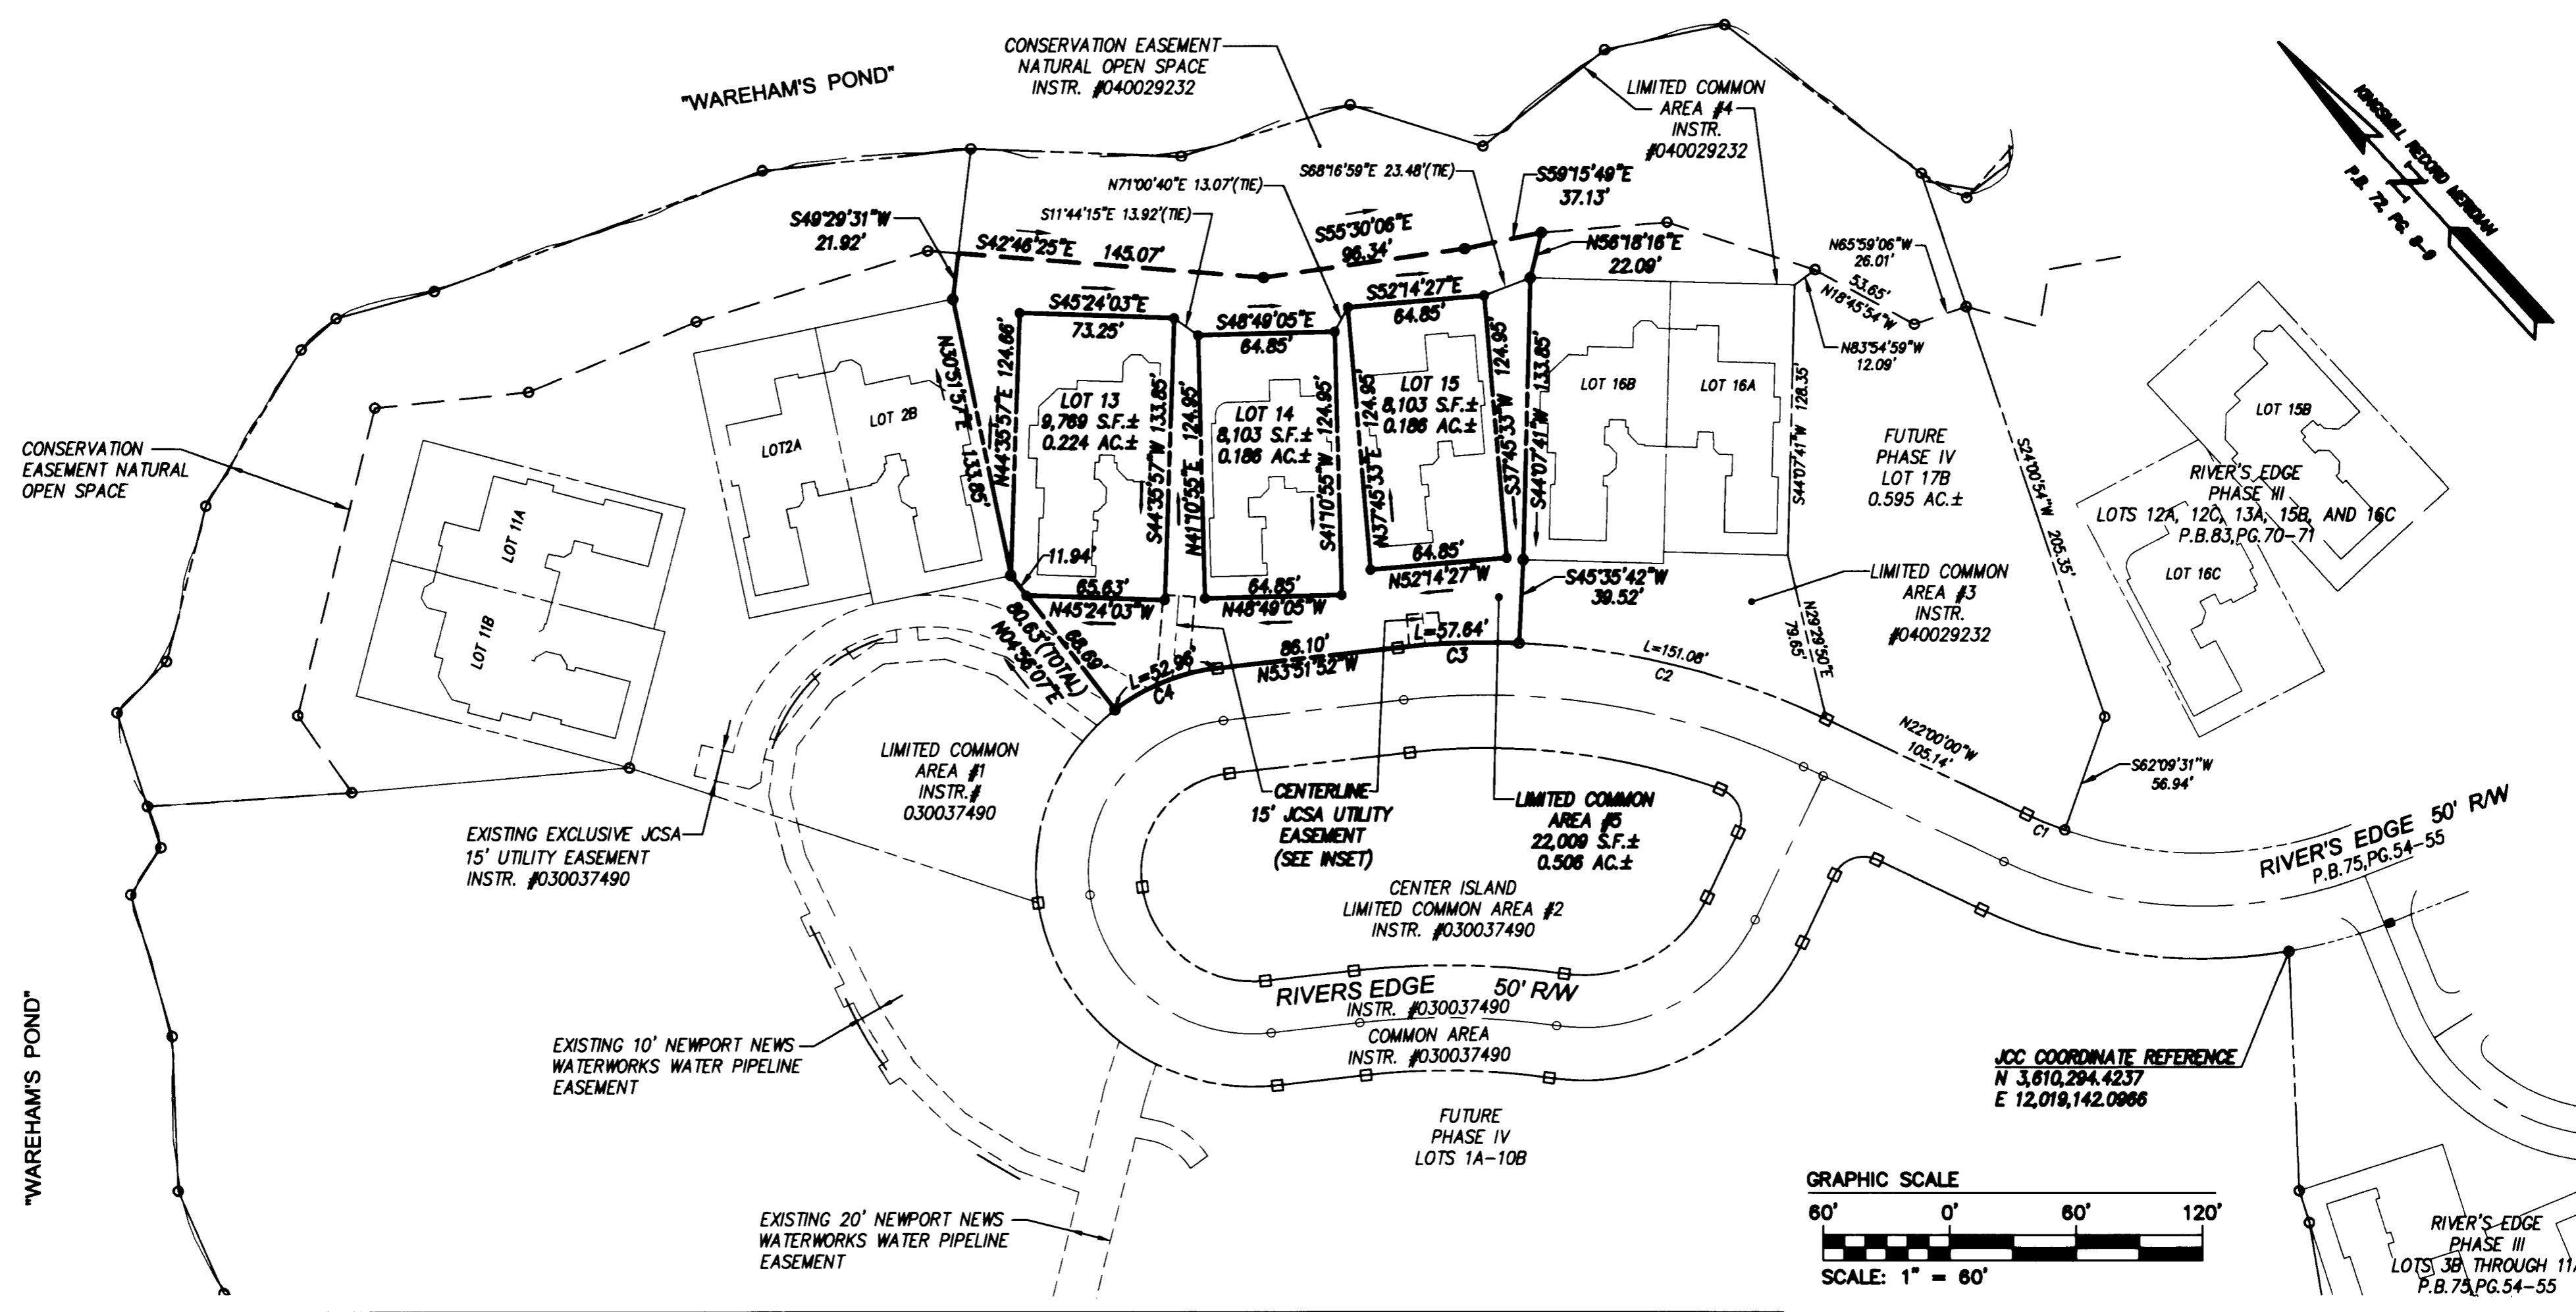 "WAREHAM'S POND"
CONSERVATION EASEMENT
NATURAL OPEN SPACE
INSTR. #040029232
LIMITED COMMON
AREA #4
INSTR.
#040029232
KINGSMILL RECORD MERIDIAN
P.B. 72, PG. 8-9
S68°16'59"E 23.48'(TIE)
N71°00'40"E 13.07'(TIE)
S11°44'15"E 13.92'(TIE)
S59°15'49"E
37.13'
S49°29'31"W
21.92'
S42°46'25"E 145.07'
S55°30'06"E
96.34'
N56°18'16"E
22.09'
N65°59'06"W
26.01'
53.65'
N18°45'54"W
N83°54'59"W
12.09'
S45°24'03"E
73.25'
S48°49'05"E
64.85'
S52°14'27"E
64.85'
N30°51'57"E 133.85'
N44°35'57"E 124.66'
S44°35'57"W 133.85'
N41°10'55"E 124.95'
S41°10'55"W 124.95'
N37°45'33"E 124.95'
S37°45'33"W 124.95'
S44°07'41"W 133.85'
S44°07'41"W 128.35'
LOT2A
LOT 2B
LOT 13
9,769 S.F.±
0.224 AC.±
LOT 14
8,103 S.F.±
0.186 AC.±
LOT 15
8,103 S.F.±
0.186 AC.±
LOT 16B
LOT 16A
FUTURE
PHASE IV
LOT 17B
0.595 AC.±
S24°00'54"W 205.35'
LOT 15B
RIVER'S EDGE
PHASE III
LOTS 12A, 12C, 13A, 15B, AND 16C
P.B.83,PG.70-71
LOT 16C
CONSERVATION
EASEMENT NATURAL
OPEN SPACE
LOT 11A
LOT 11B
11.94'
65.63'
N45°24'03"W
64.85'
N48°49'05"W
64.85'
N52°14'27"W
S45°35'42"W
39.52'
LIMITED COMMON
AREA #3
INSTR.
#040029232
N29°29'50"E
79.65'
68.69'
80.63'(TOTAL)
N04°56'07"E
L=52.96'
C4
86.10'
N53°51'52"W
L=57.64'
C3
L=151.08'
C2
N22°00'00"W
105.14'
C1
S62°09'31"W
56.94'
LIMITED COMMON
AREA #1
INSTR.#
030037490
CENTERLINE
15' JCSA UTILITY
EASEMENT
(SEE INSET)
LIMITED COMMON
AREA #5
22,009 S.F.±
0.506 AC.±
EXISTING EXCLUSIVE JCSA
15' UTILITY EASEMENT
INSTR. #030037490
RIVER'S EDGE 50' R/W
P.B.75,PG.54-55
CENTER ISLAND
LIMITED COMMON AREA #2
INSTR. #030037490
RIVERS EDGE 50' R/W
INSTR. #030037490
COMMON AREA
INSTR. #030037490
"WAREHAM'S POND"
EXISTING 10' NEWPORT NEWS
WATERWORKS WATER PIPELINE
EASEMENT
JCC COORDINATE REFERENCE
N 3,610,294.4237
E 12,019,142.0966
FUTURE
PHASE IV
LOTS 1A-10B
EXISTING 20' NEWPORT NEWS
WATERWORKS WATER PIPELINE
EASEMENT
GRAPHIC SCALE
60' 0' 60' 120'
SCALE: 1" = 60'
RIVER'S EDGE
PHASE III
LOTS 3B THROUGH 11A
P.B.75,PG.54-55